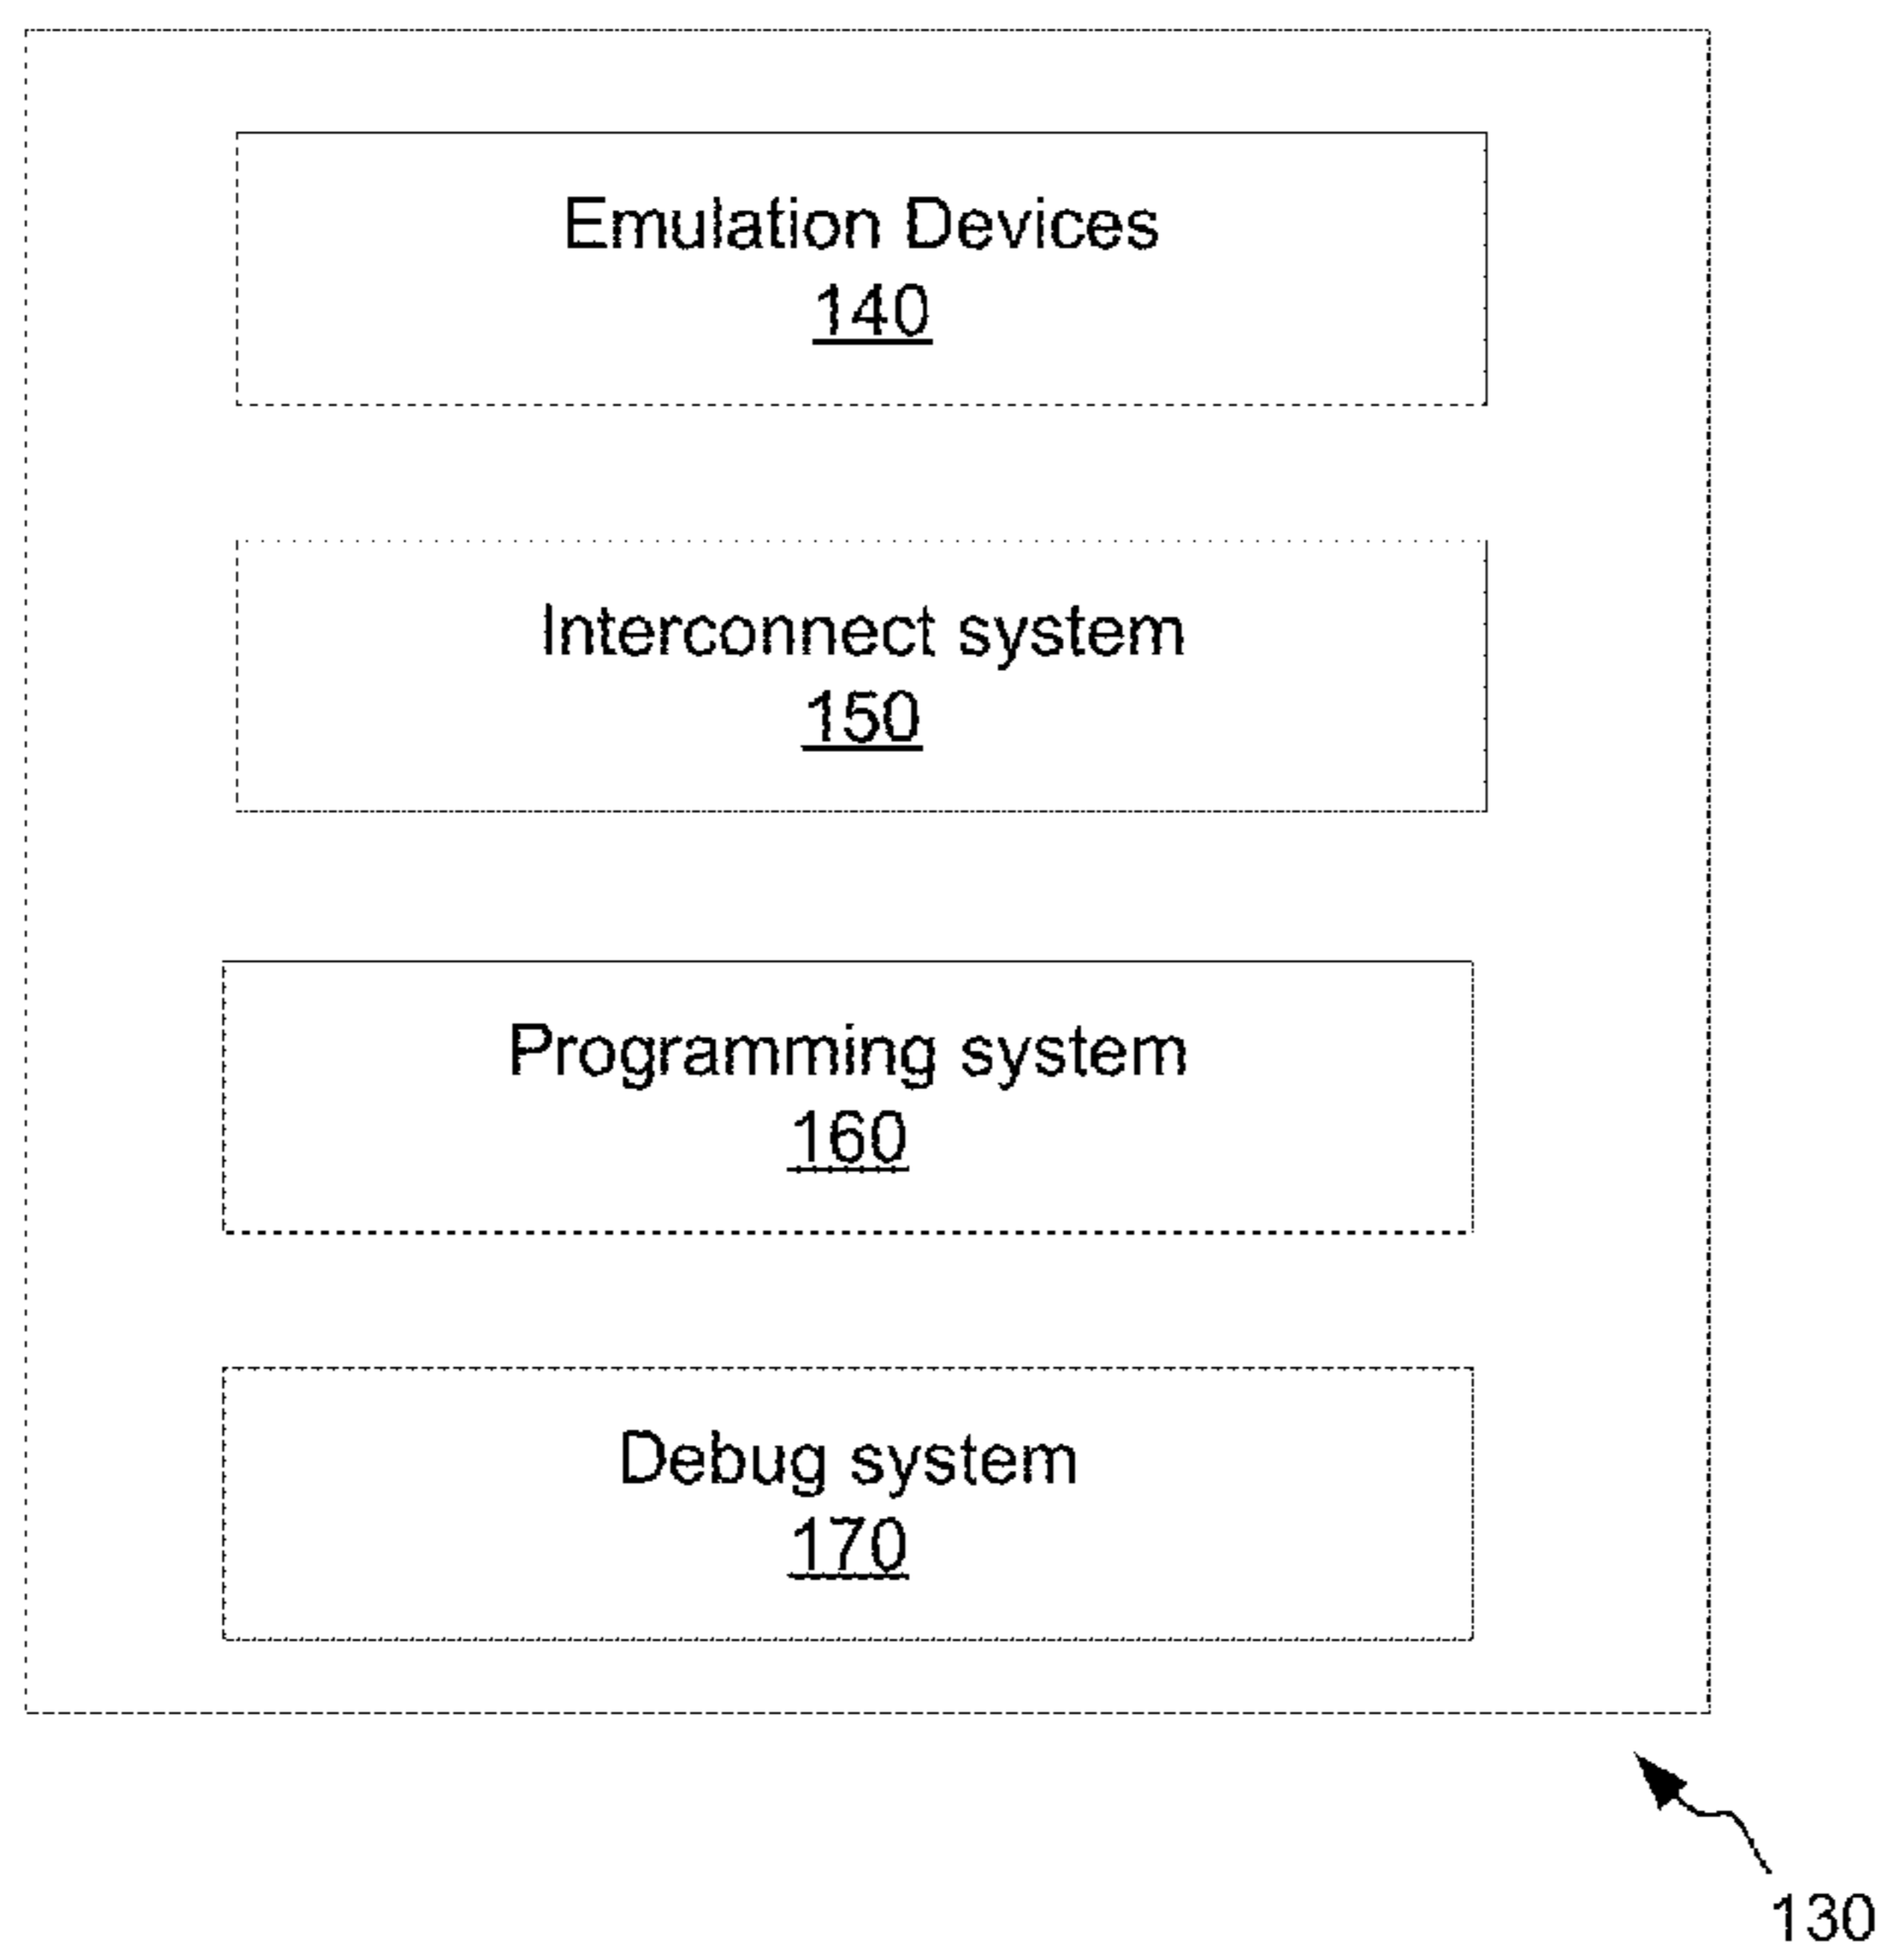 Emulation Devices
140
Interconnect system
150
Programming system
160
Debug system
170
130